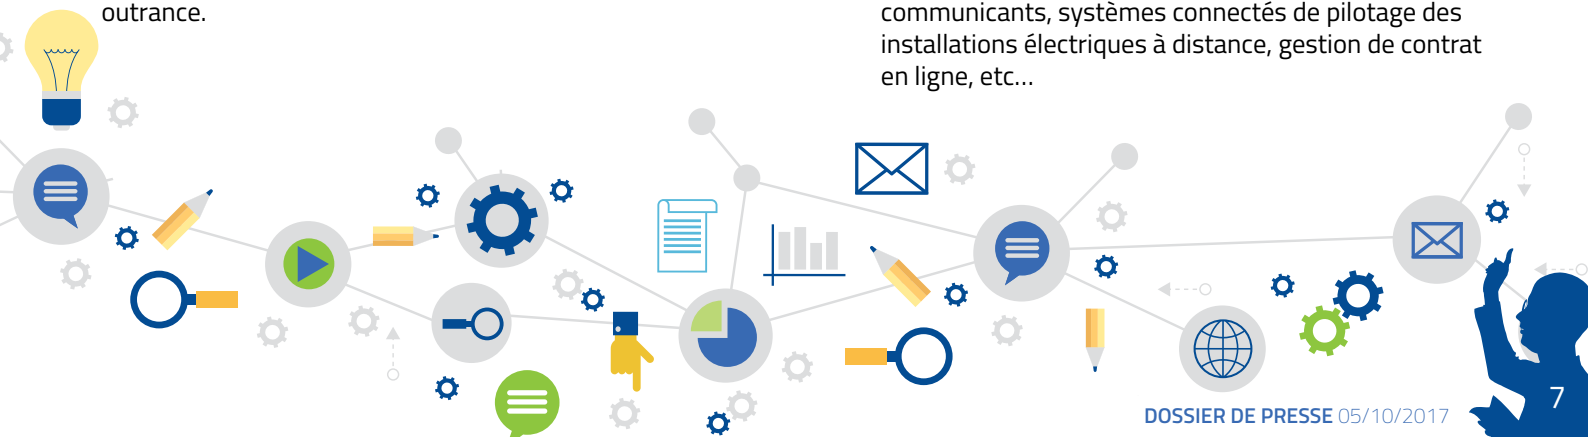 outrance.
communicants, systèmes connectés de pilotage des
installations électriques à distance, gestion de contrat
en ligne, etc…
DOSSIER DE PRESSE 05/10/2017
7